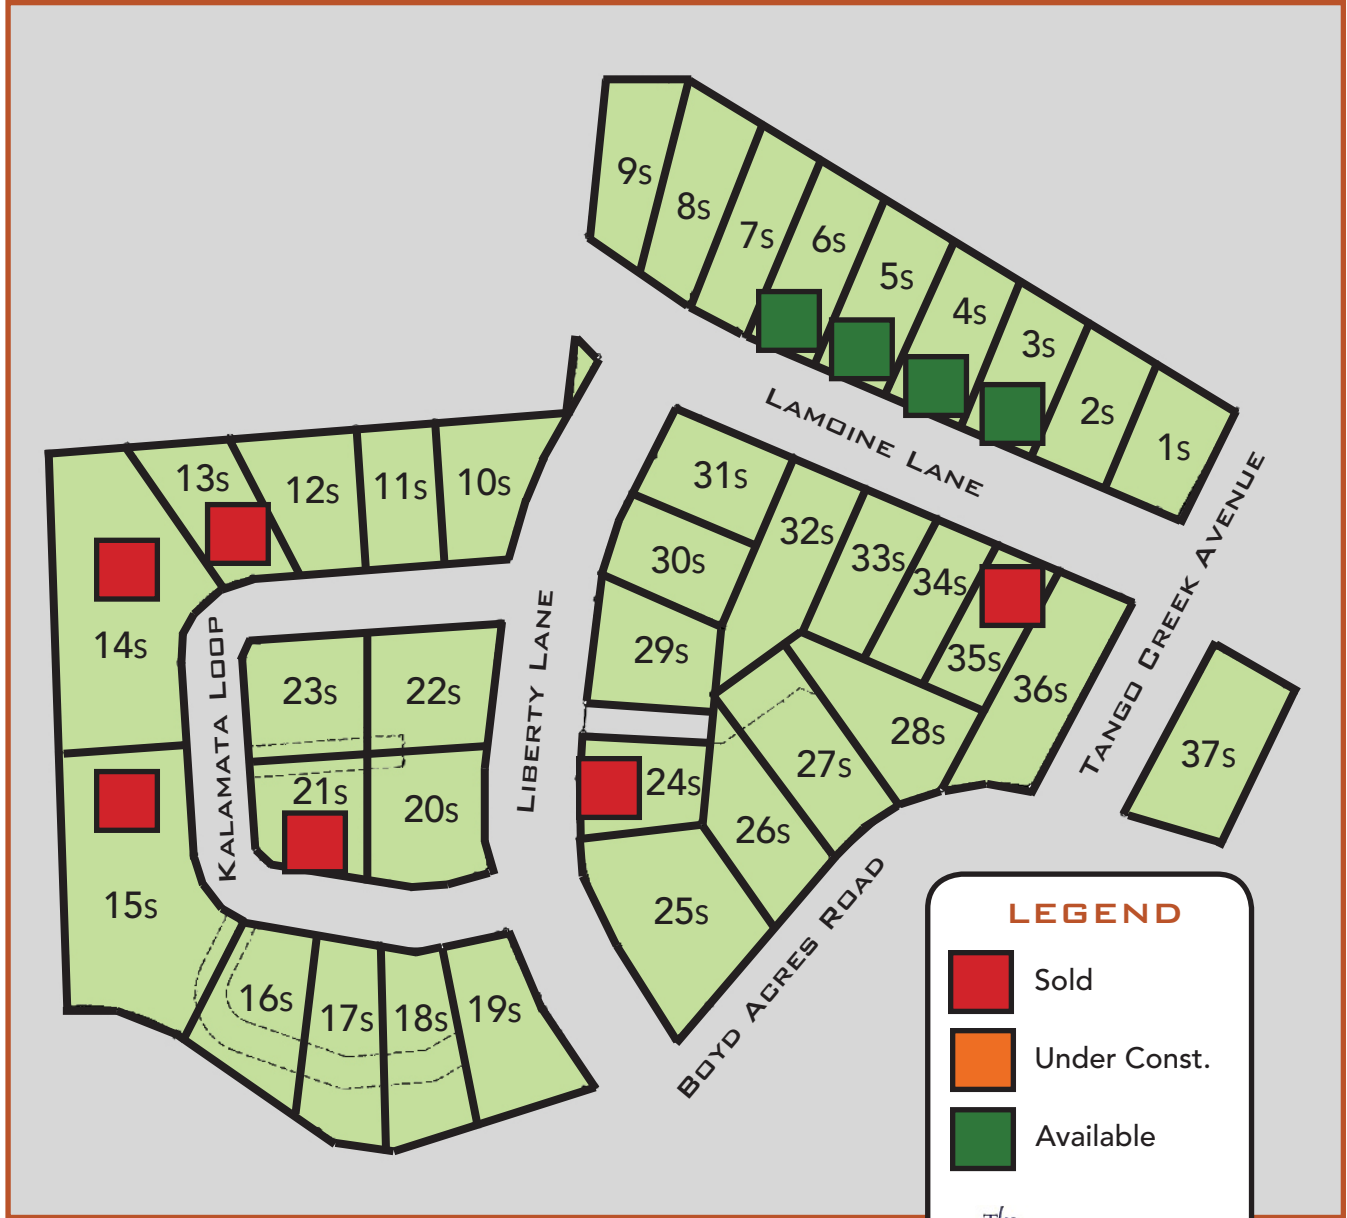 9s
8s
7s
6s
5s
4s
3s
2s
1s
LAMOINE LANE
TANGO CREEK AVENUE
13s
12s
11s
10s
14s
31s
30s
29s
32s
33s
34s
35s
36s
37s
KALAMATA LOOP
LIBERTY LANE
23s
22s
21s
20s
24s
28s
27s
26s
25s
15s
16s
17s
18s
19s
BOYD ACRES ROAD
LEGEND
Sold
Under Const.
Available